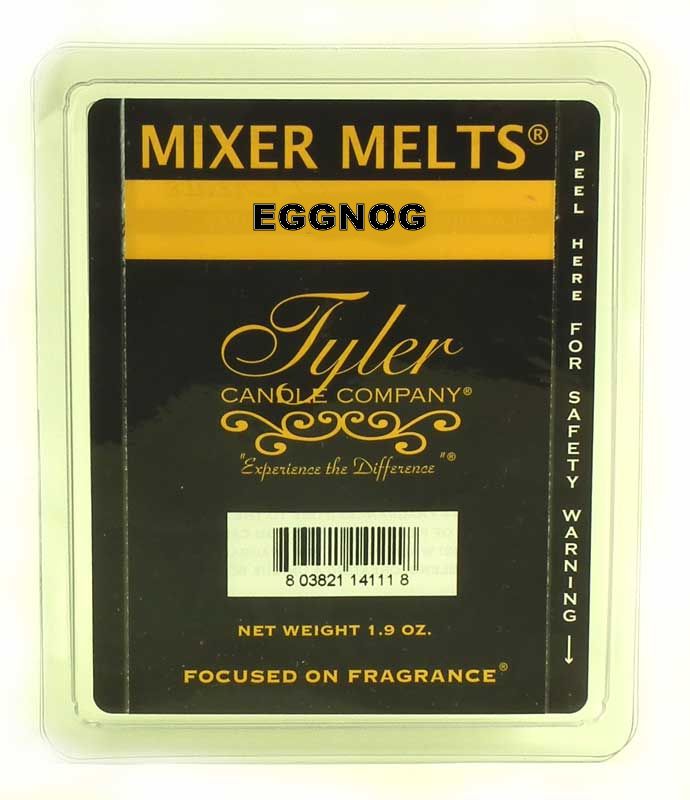 MIXER MELTS®
EGGNOG
Tyler
CANDLE COMPANY®
"Experience the Difference"®
8 03821 14111 8
NET WEIGHT 1.9 OZ.
FOCUSED ON FRAGRANCE®
PEEL HERE FOR SAFETY WARNING